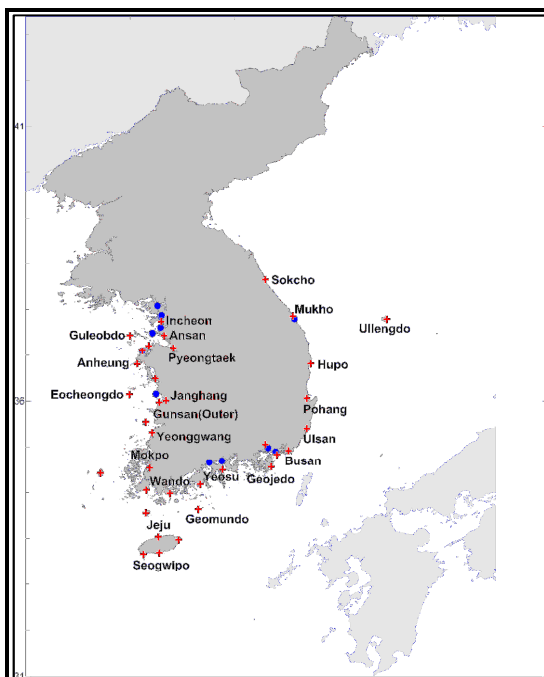 41
Sokcho
Mukho
Incheon
Ullengdo
Guleobdo
Ansan
Pyeongtaek
Anheung
Hupo
Eocheongdo
Janghang
36
Pohang
Gunsan(Outer)
Ulsan
Yeonggwang
Busan
Mokpo
Wando
Yeosu
Geojedo
Geomundo
Jeju
Seogwipo
31